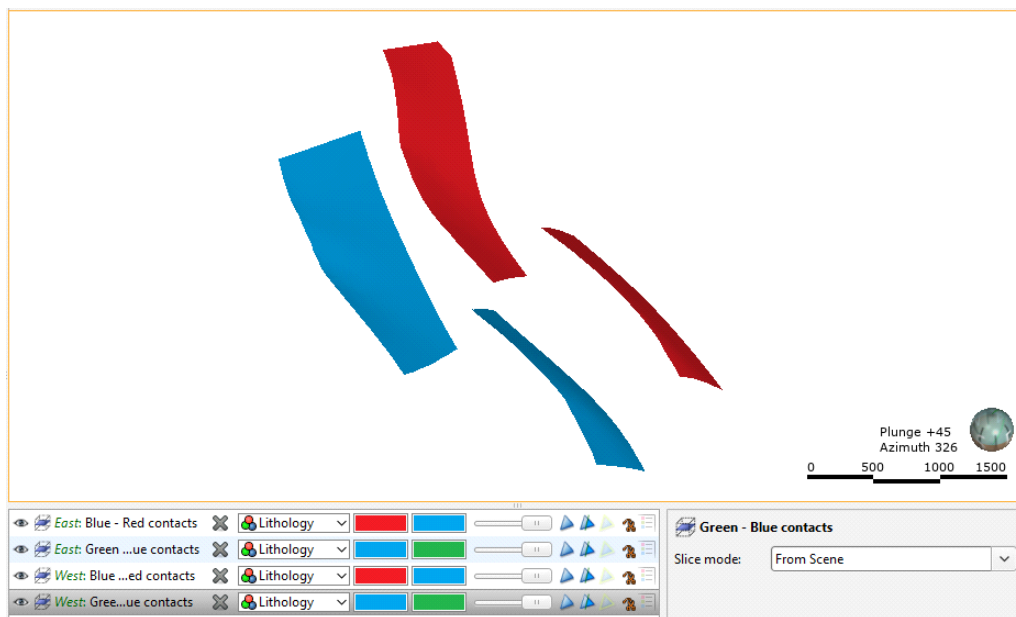 Plunge +45
Azimuth 326
0 500 1000 1500
East: Blue - Red contacts Lithology
East: Green ...ue contacts Lithology
West: Blue ...ed contacts Lithology
West: Gree...ue contacts Lithology
Green - Blue contacts
Slice mode: From Scene